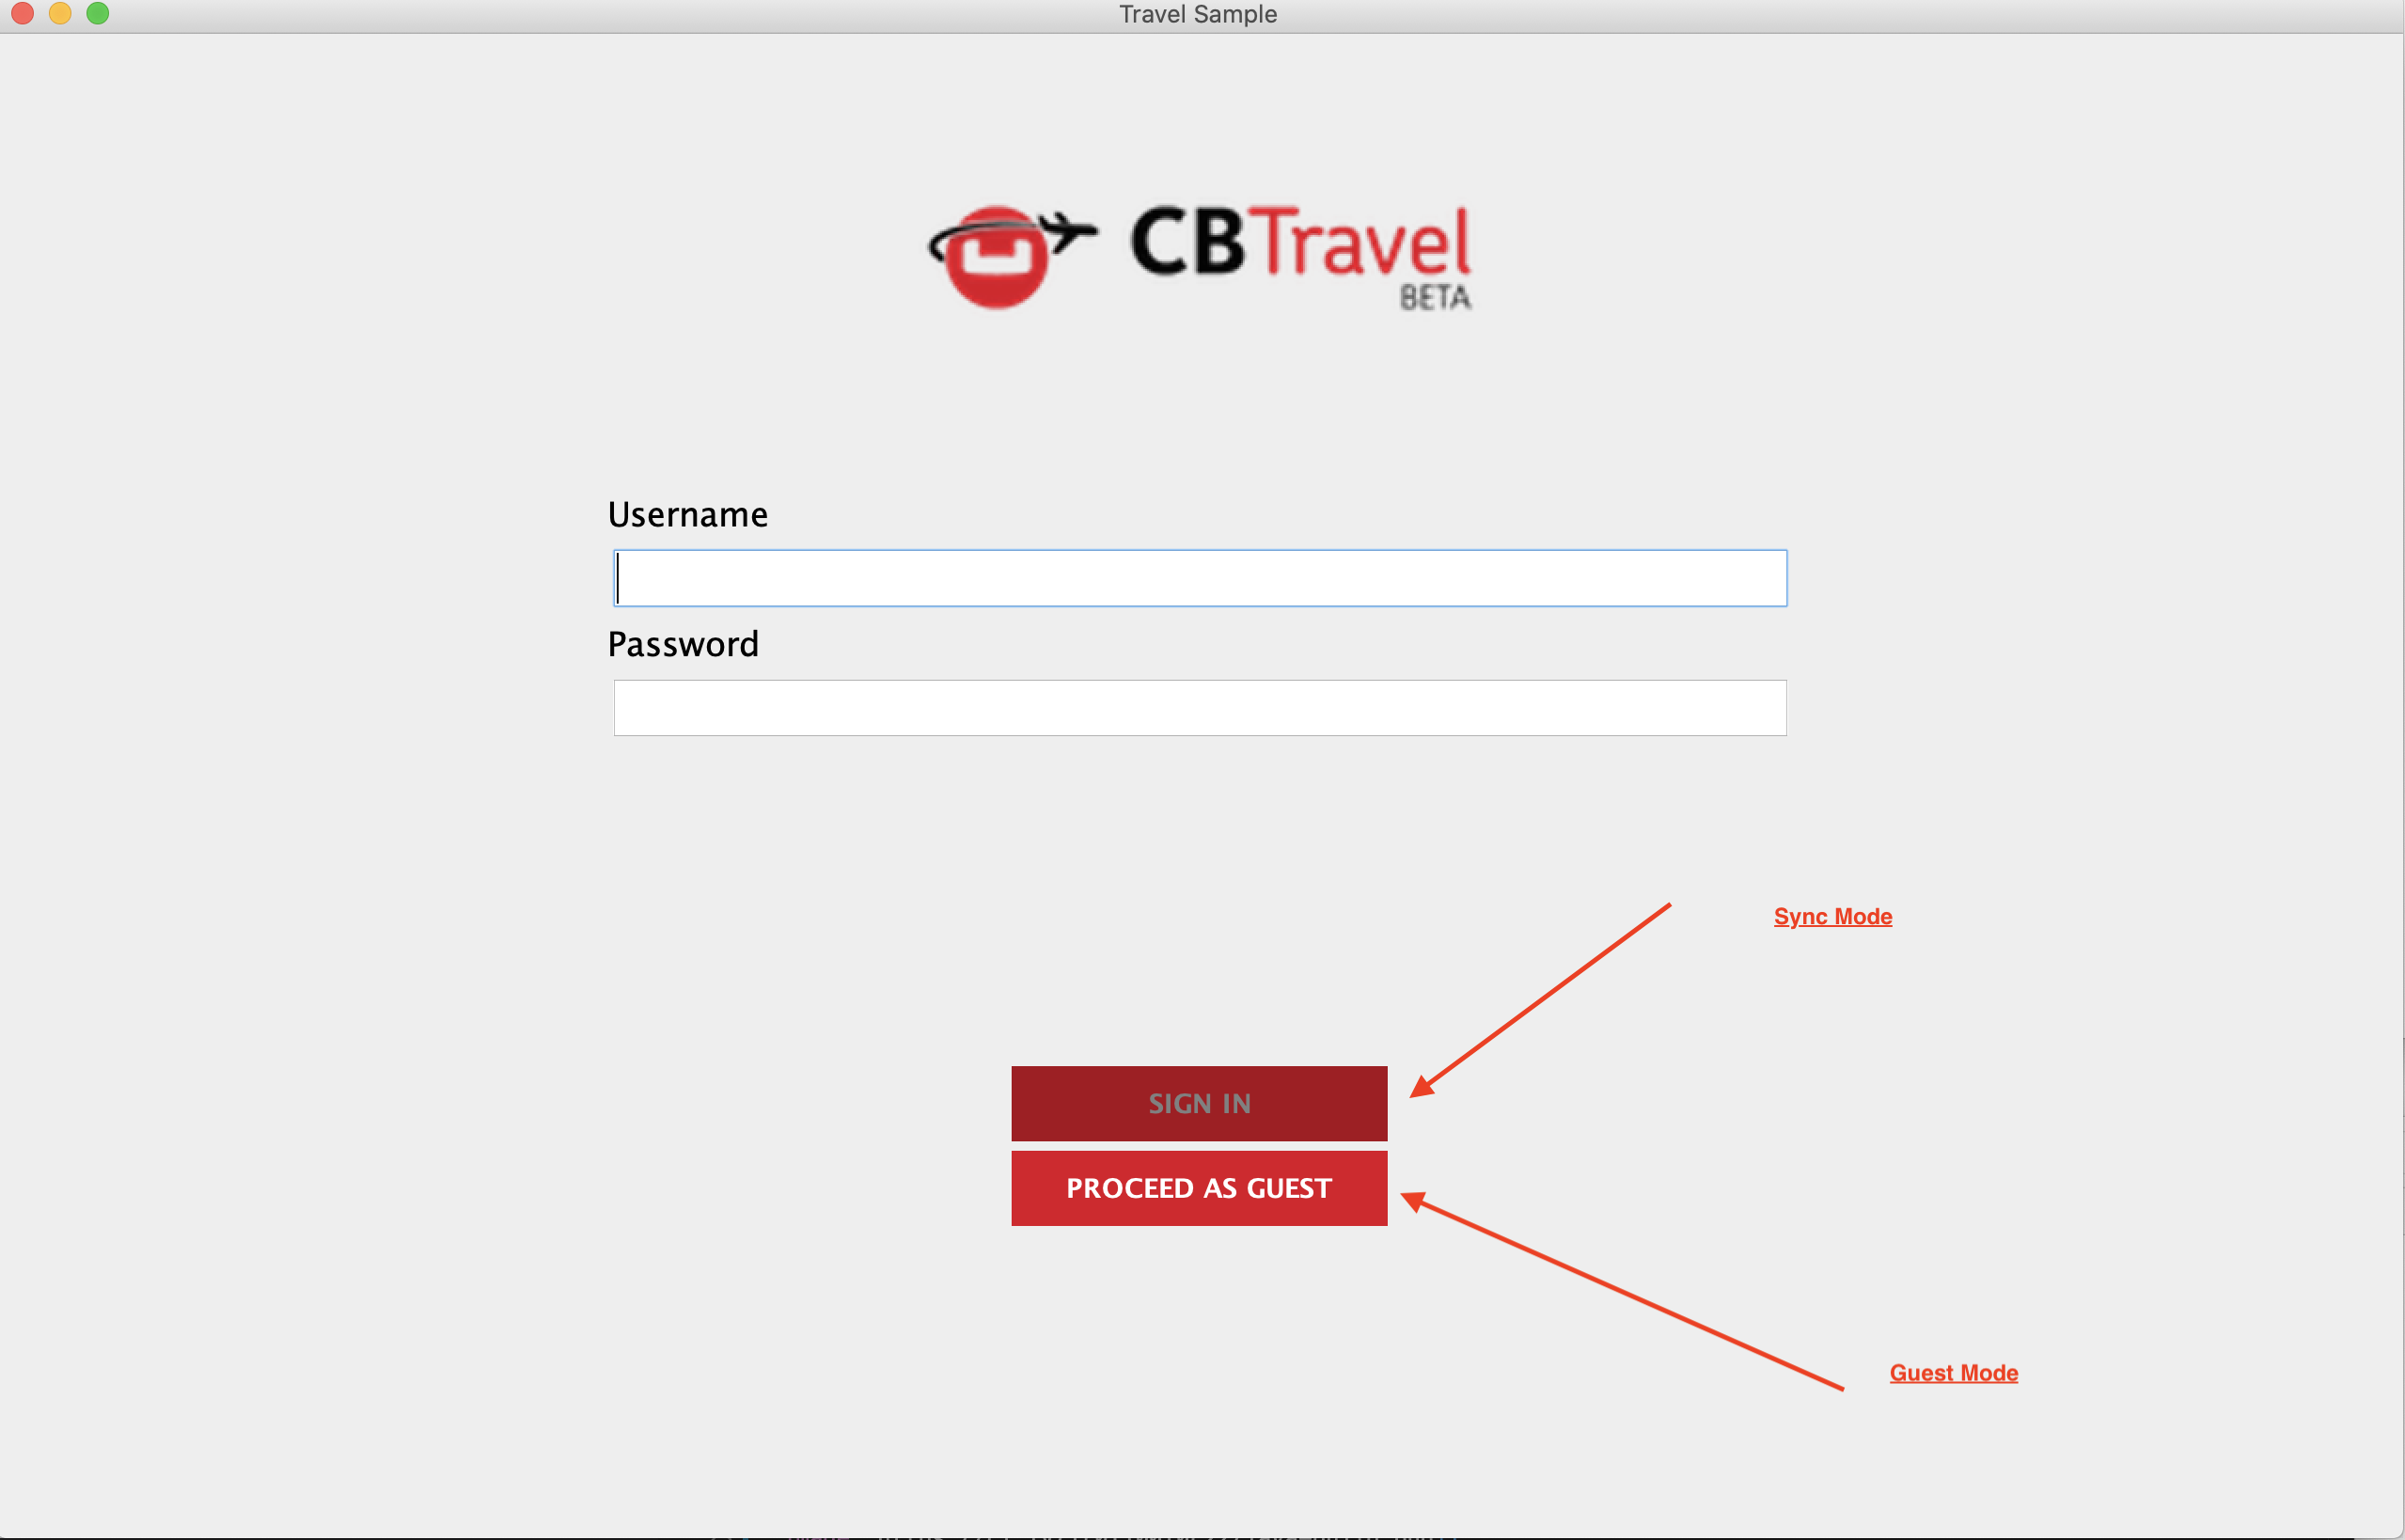 Travel Sample
CBTravel
BETA
Username
Password
Sync Mode
SIGN IN
PROCEED AS GUEST
Guest Mode